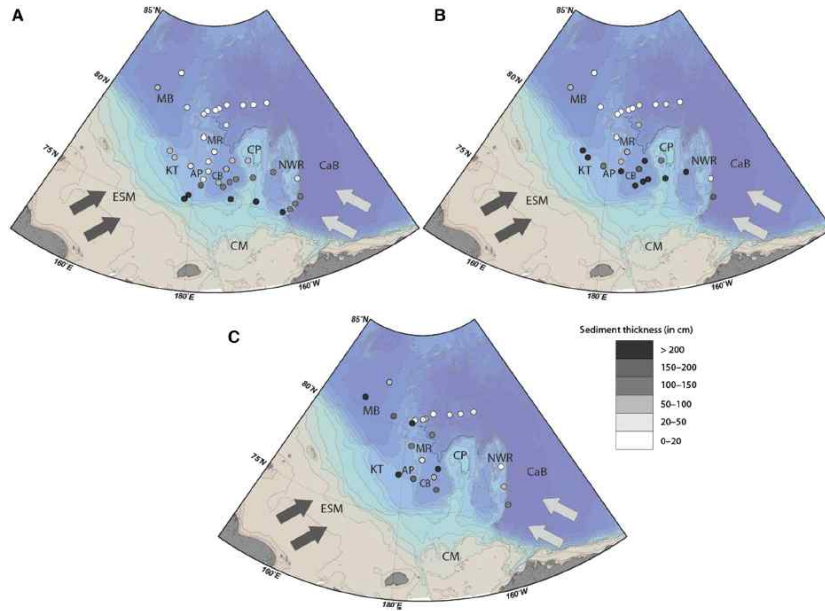 A
85°N
80°N
75°N
MB
MR
CP
KT
AP
CB
NWR
CaB
ESM
CM
160°E
180°E
160°W
B
85°N
80°N
75°N
MB
MR
CP
KT
AP
CB
NWR
CaB
ESM
CM
160°E
180°E
160°W
C
85°N
80°N
75°N
MB
MR
CP
KT
AP
CB
NWR
CaB
ESM
CM
160°E
180°E
160°W
Sediment thickness (in cm)
> 200
150–200
100–150
50–100
20–50
0–20